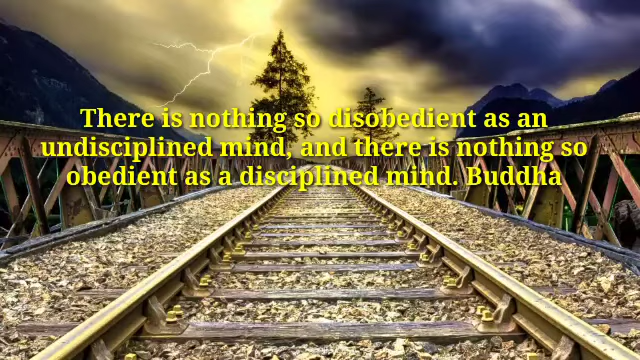 There is nothing so disobedient as an
undisciplined mind, and there is nothing so
obedient as a disciplined mind. Buddha